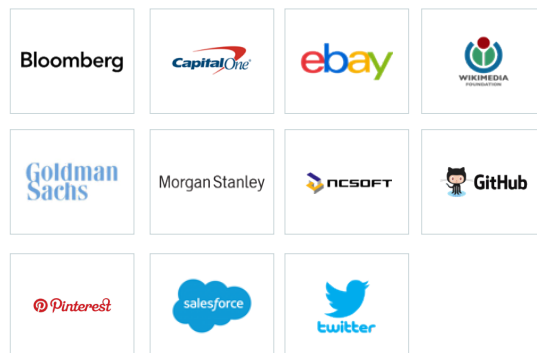 Bloomberg
CapitalOne
ebay
WIKIMEDIA
FOUNDATION
Goldman
Sachs
Morgan Stanley
ncsoft
GitHub
Pinterest
salesforce
twitter